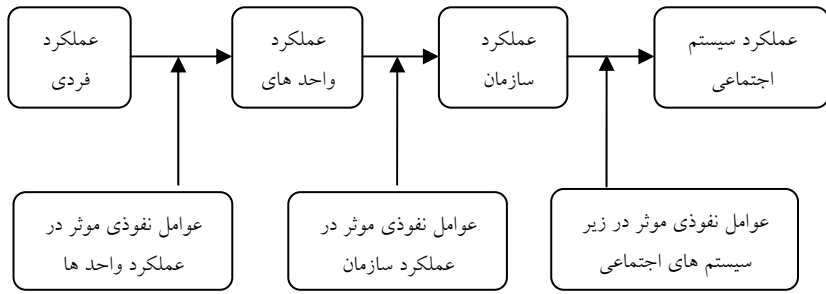 عملکرد
فردی
عملکرد
واحد های
عملکرد
سازمان
عملکرد سیستم
اجتماعی
عوامل نفوذی موثر در
عملکرد واحد ها
عوامل نفوذی موثر در
عملکرد سازمان
عوامل نفوذی موثر در زیر
سیستم های اجتماعی